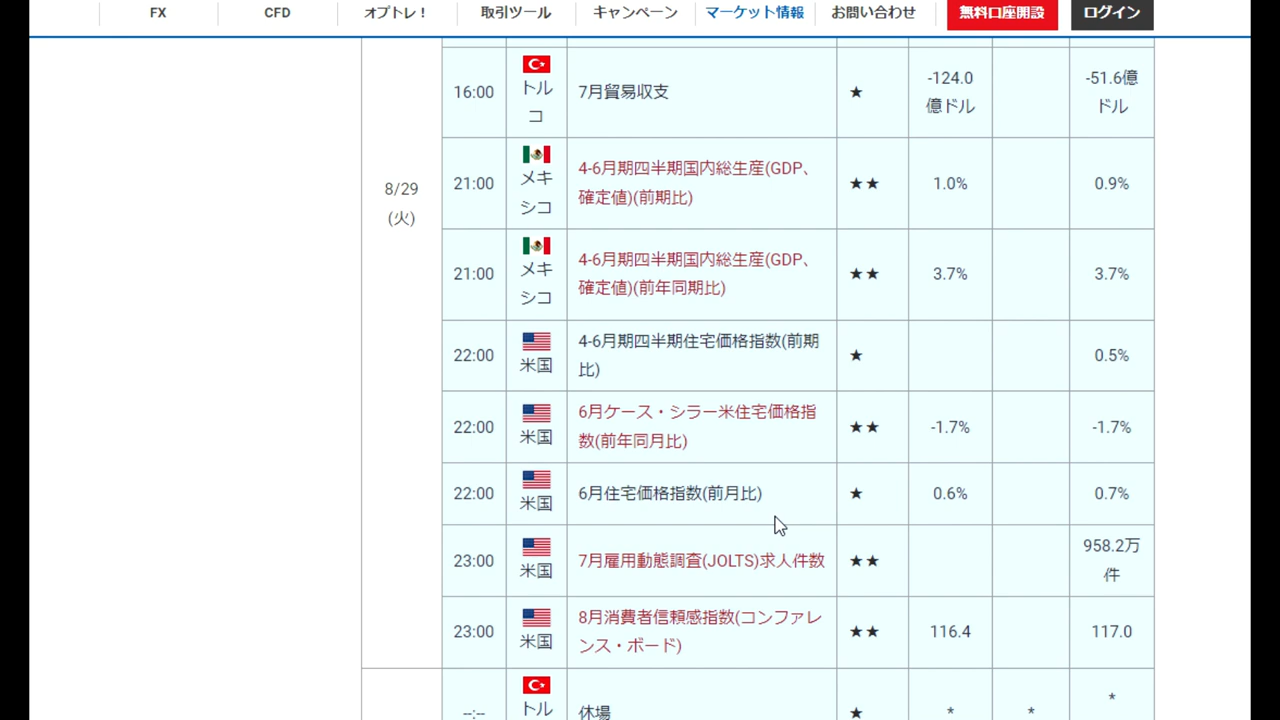 FX
CFD
オプトレ！
取引ツール
キャンペーン
マーケット情報
お問い合わせ
無料口座開設
ログイン
8/29
(火)
16:00
トル
コ
7月貿易収支
★
-124.0
億ドル
-51.6億
ドル
21:00
メキ
シコ
4-6月期四半期国内総生産(GDP、
確定値)(前期比)
★★
1.0%
0.9%
21:00
メキ
シコ
4-6月期四半期国内総生産(GDP、
確定値)(前年同期比)
★★
3.7%
3.7%
22:00
米国
4-6月期四半期住宅価格指数(前期
比)
★
0.5%
22:00
米国
6月ケース・シラー米住宅価格指
数(前年同月比)
★★
-1.7%
-1.7%
22:00
米国
6月住宅価格指数(前月比)
★
0.6%
0.7%
23:00
米国
7月雇用動態調査(JOLTS)求人件数
★★
958.2万
件
23:00
米国
8月消費者信頼感指数(コンファレ
ンス・ボード)
★★
116.4
117.0
--:--
トル
休場
★
*
*
*